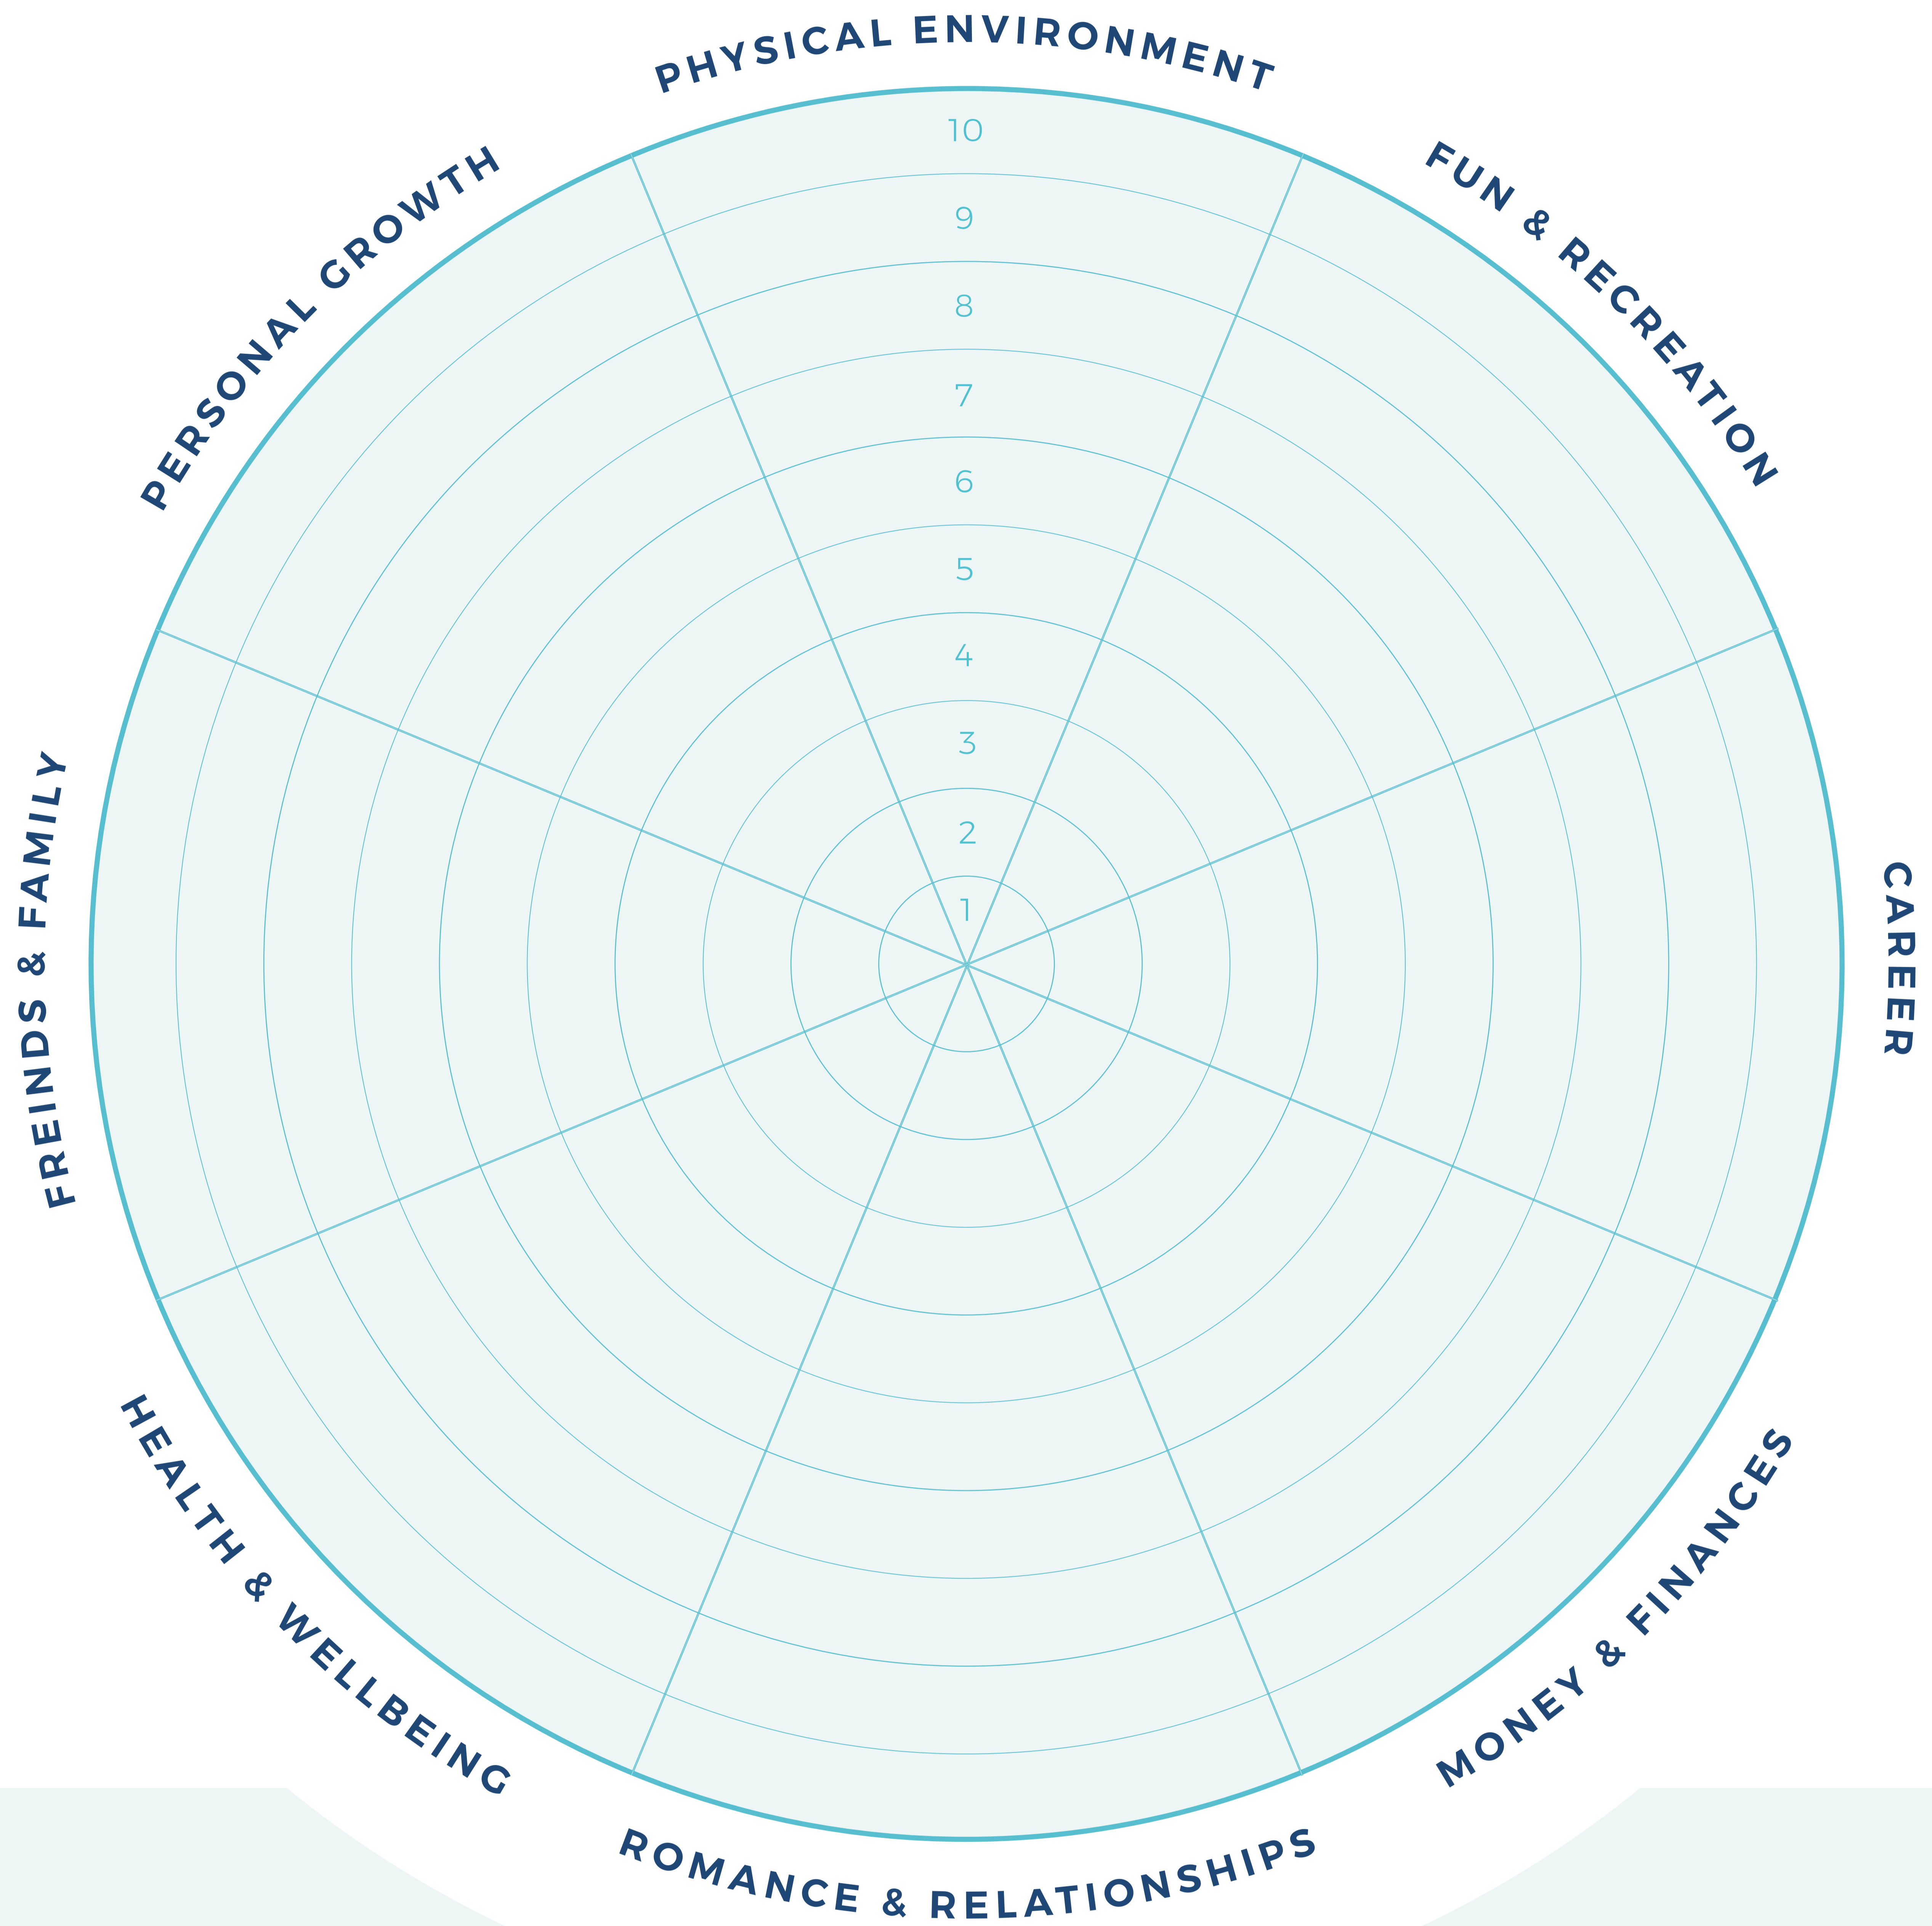 PHYSICAL ENVIRONMENT
FUN & RECREATION
CAREER
MONEY & FINANCES
ROMANCE & RELATIONSHIPS
HEALTH & WELLBEING
FREINDS & FAMILY
PERSONAL GROWTH
10
9
8
7
6
5
4
3
2
1